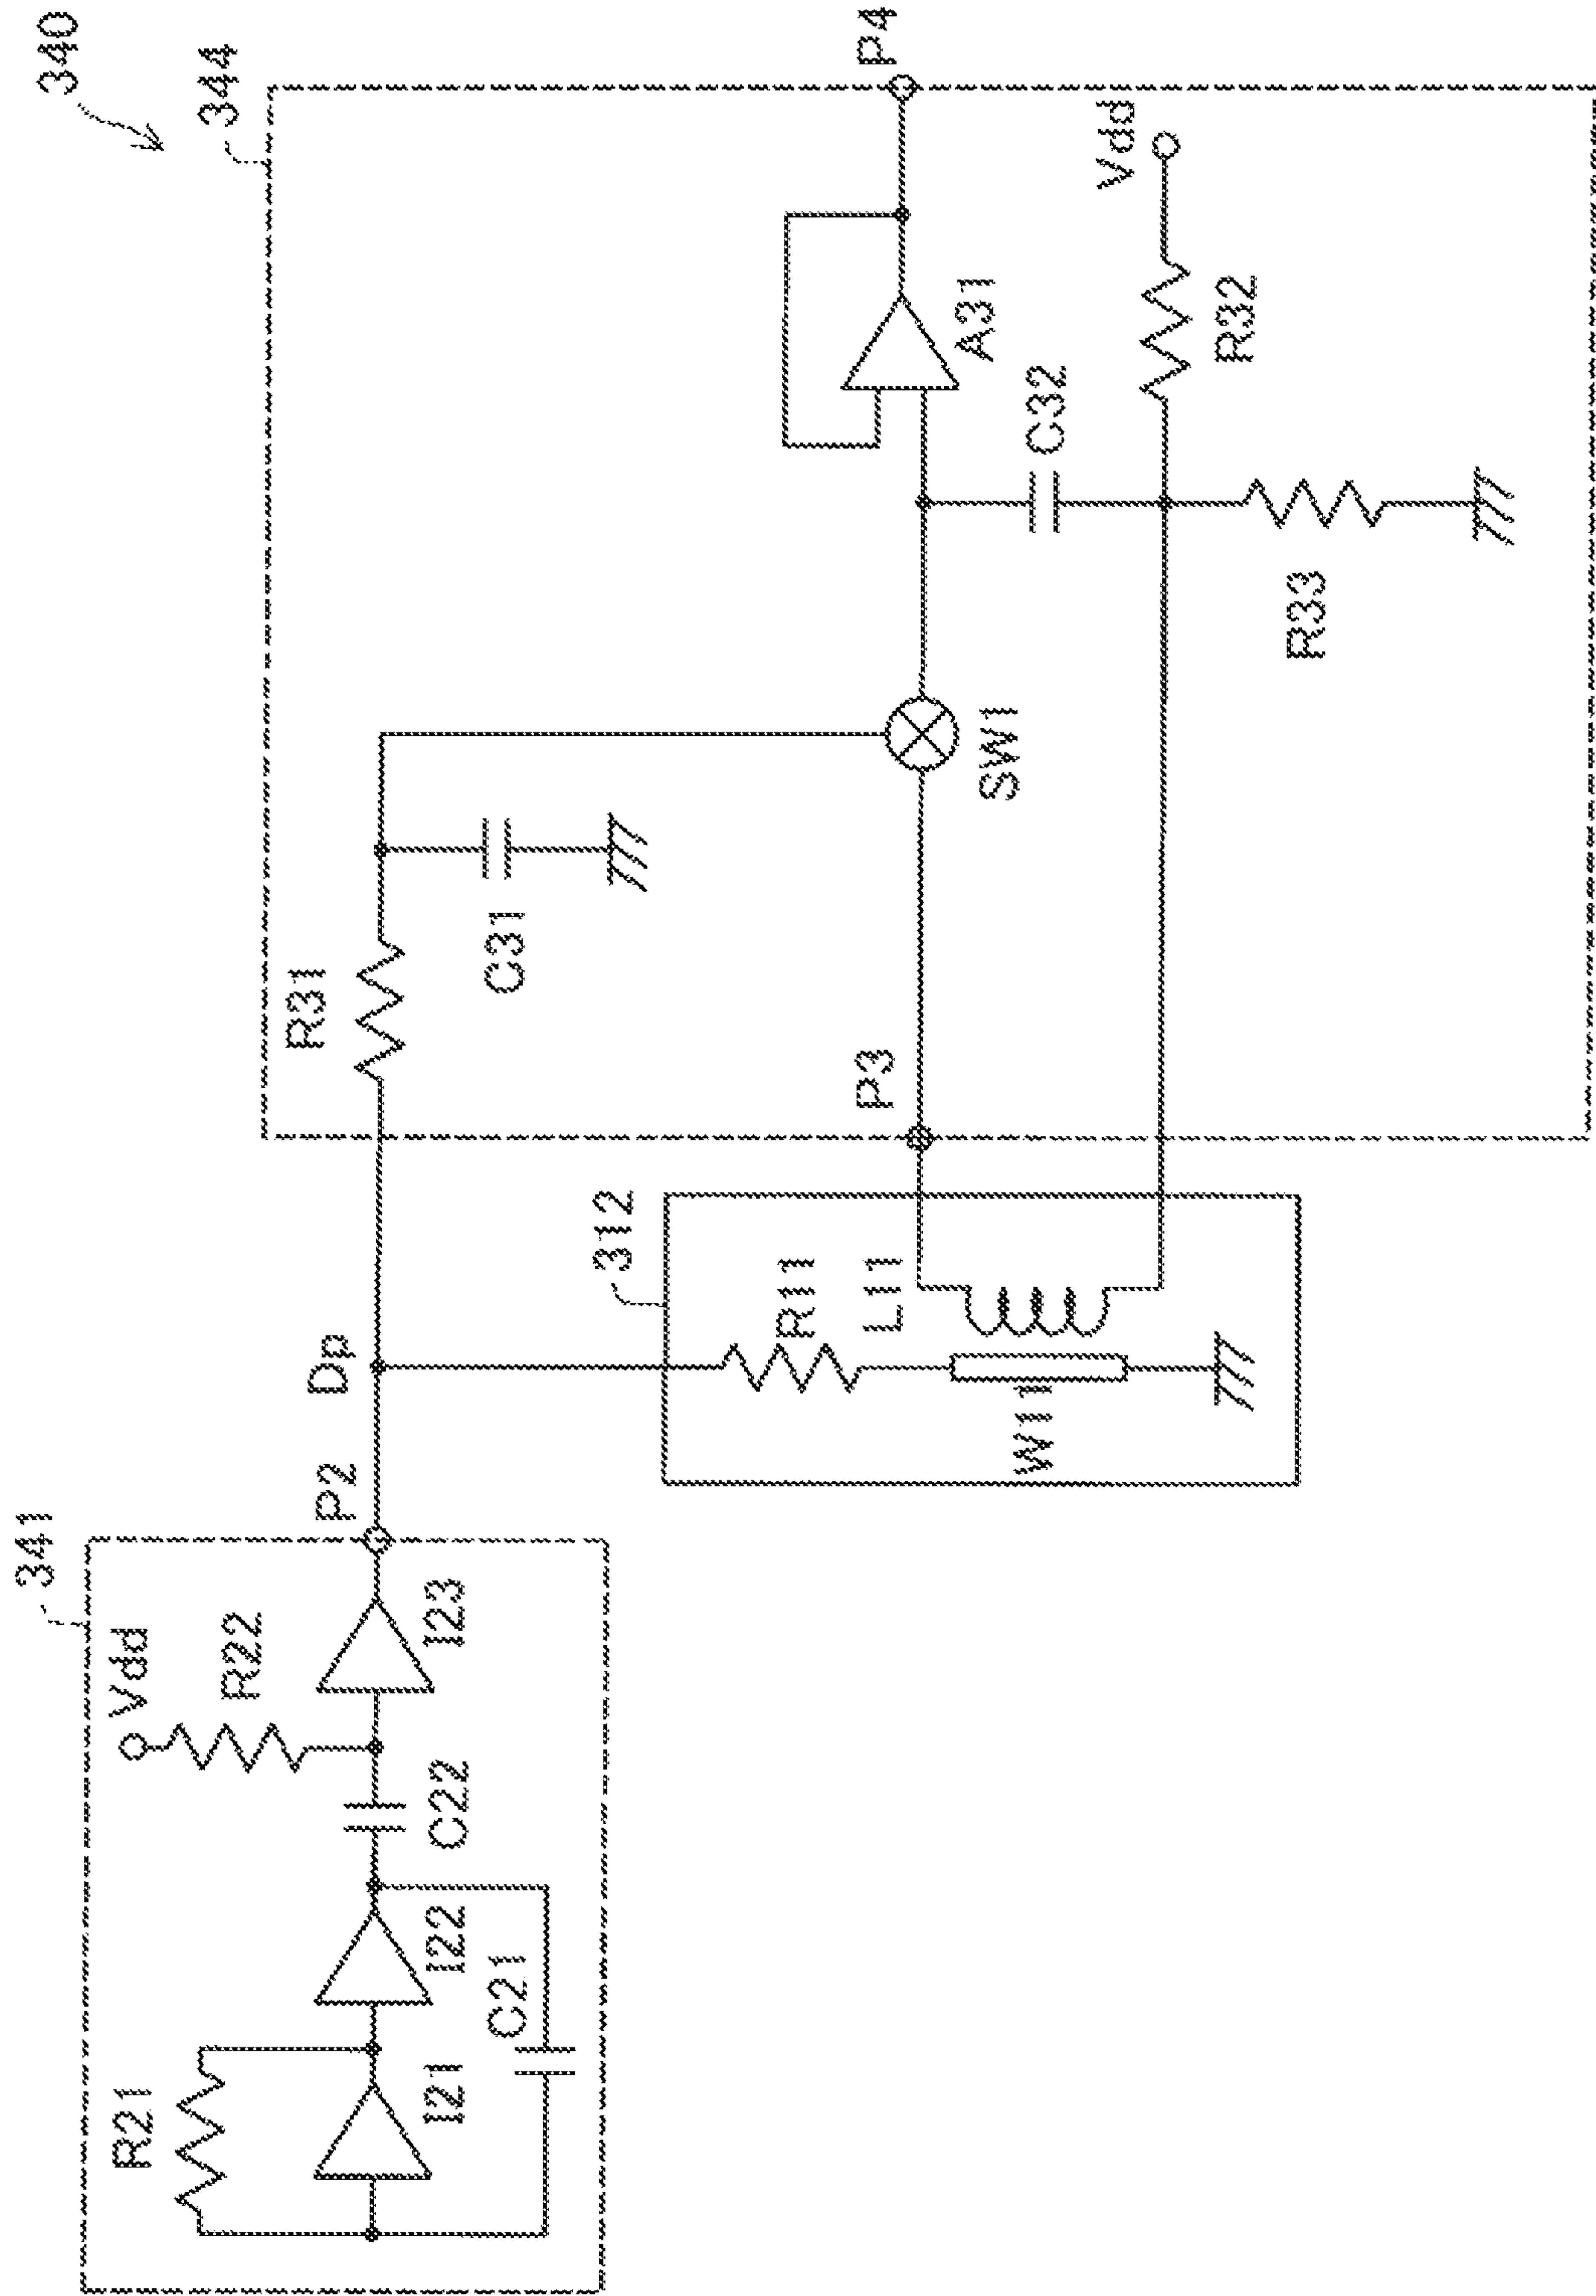 340
344
P4
Vdd
A31
R32
C32
R33
SW1
C31
R31
P3
312
R11
L11
W11
Dp
P2
341
Vdd
R22
I23
C22
I22
C21
R21
I21